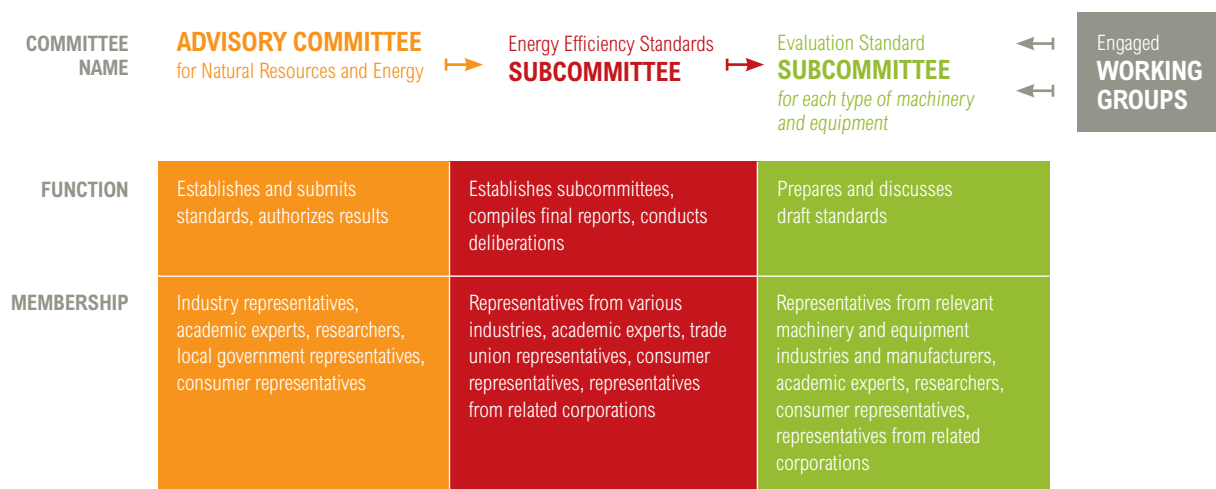 COMMITTEE
NAME
ADVISORY COMMITTEE
for Natural Resources and Energy
Energy Efficiency Standards
SUBCOMMITTEE
Evaluation Standard
SUBCOMMITTEE
for each type of machinery
and equipment
Engaged
WORKING
GROUPS
FUNCTION
Establishes and submits
standards, authorizes results
Establishes subcommittees,
compiles final reports, conducts
deliberations
Prepares and discusses
draft standards
MEMBERSHIP
Industry representatives,
academic experts, researchers,
local government representatives,
consumer representatives
Representatives from various
industries, academic experts, trade
union representatives, consumer
representatives, representatives
from related corporations
Representatives from relevant
machinery and equipment
industries and manufacturers,
academic experts, researchers,
consumer representatives,
representatives from related
corporations